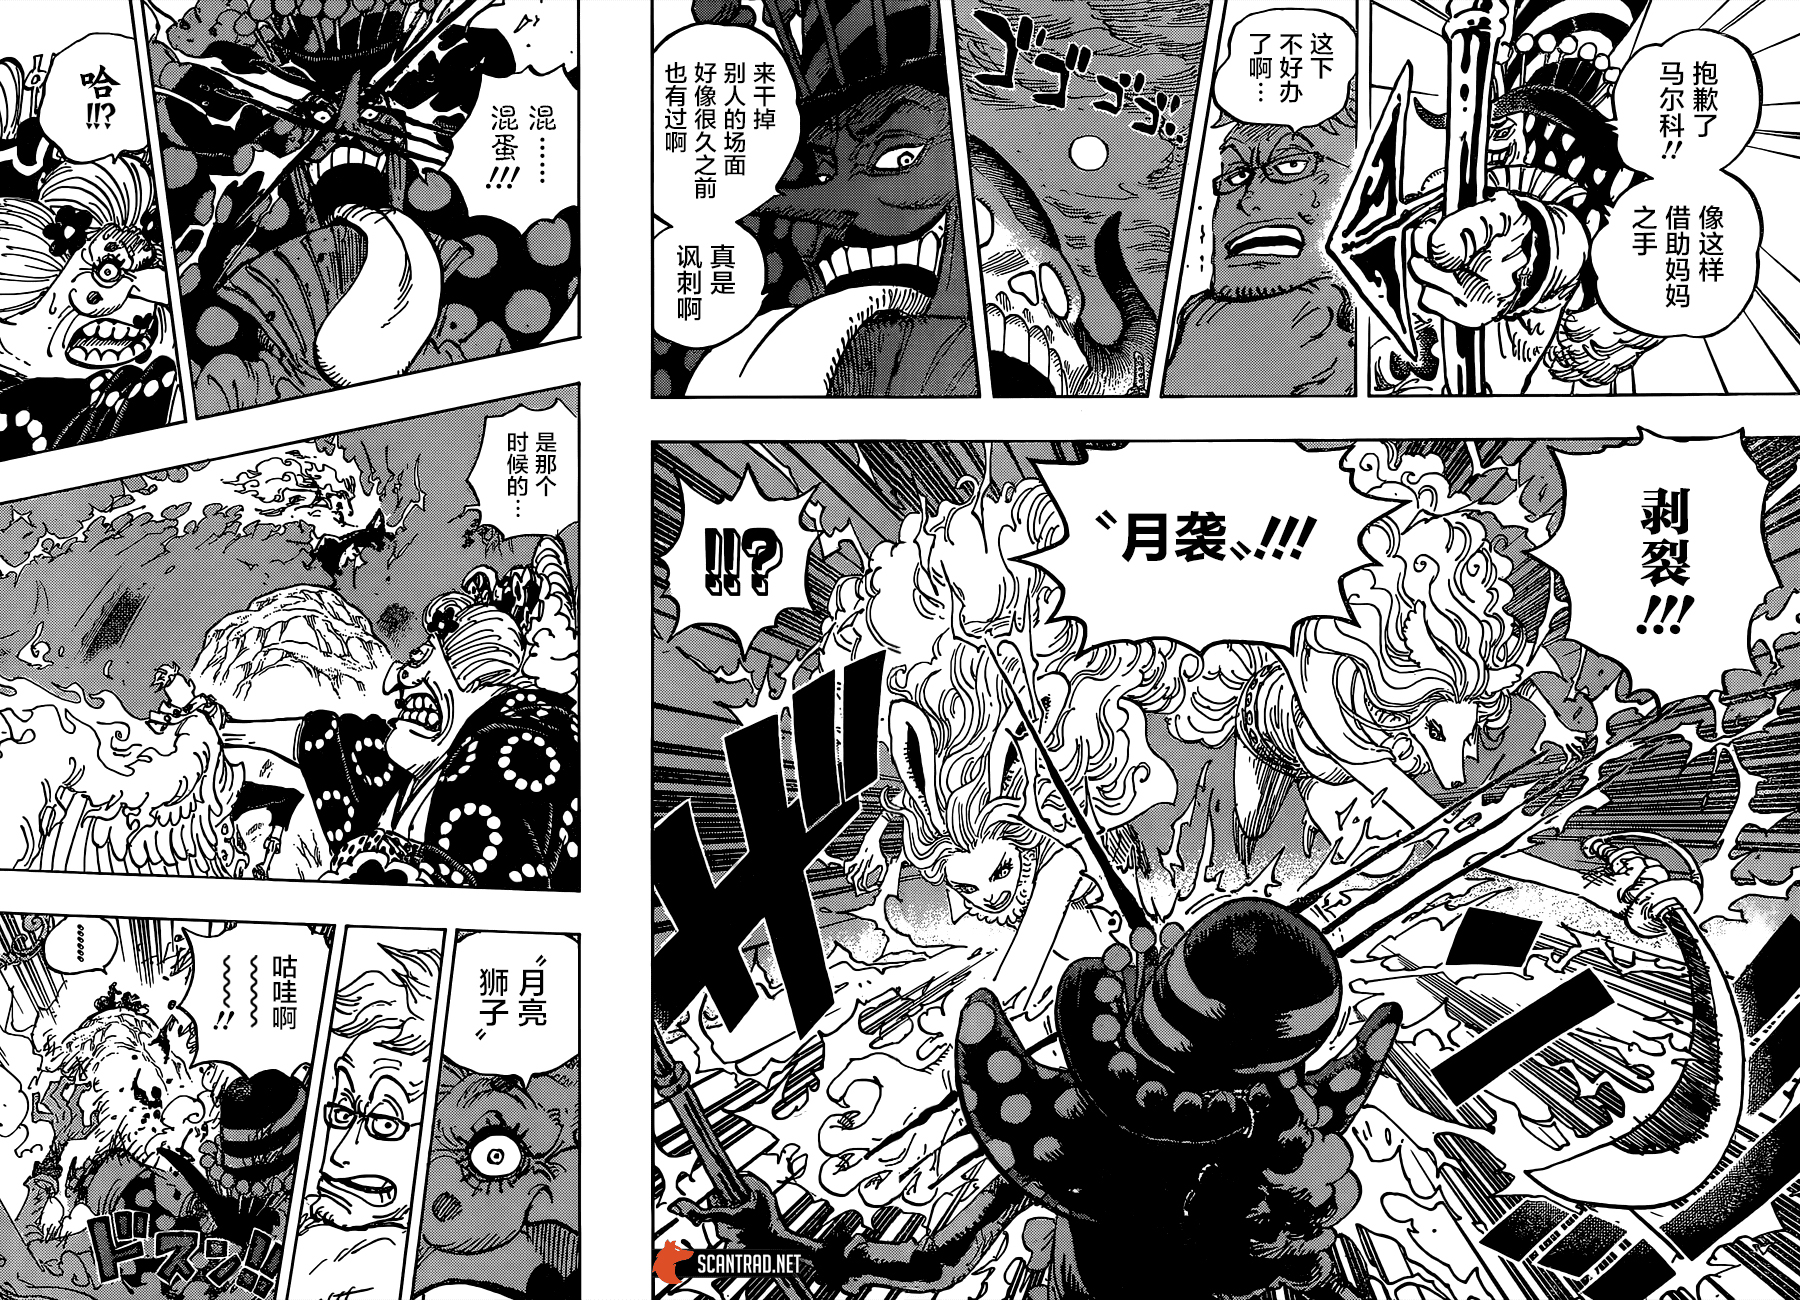 抱歉了
马尔科!!
像这样
借助妈妈
之手
这下
不好办
了啊…
ゴゴゴゴゴ
来干掉
别人的场面
好像很久之前
也有过啊
真是
讽刺啊
剥裂!!!
〝月袭〟!!!
!!?
混……
混蛋!!!
哈
!!?
是那个
时候的…
〝月亮
狮子〟
咕哇啊
～～～
～～～!!
………
ドスン!!
SCANTRAD.NET